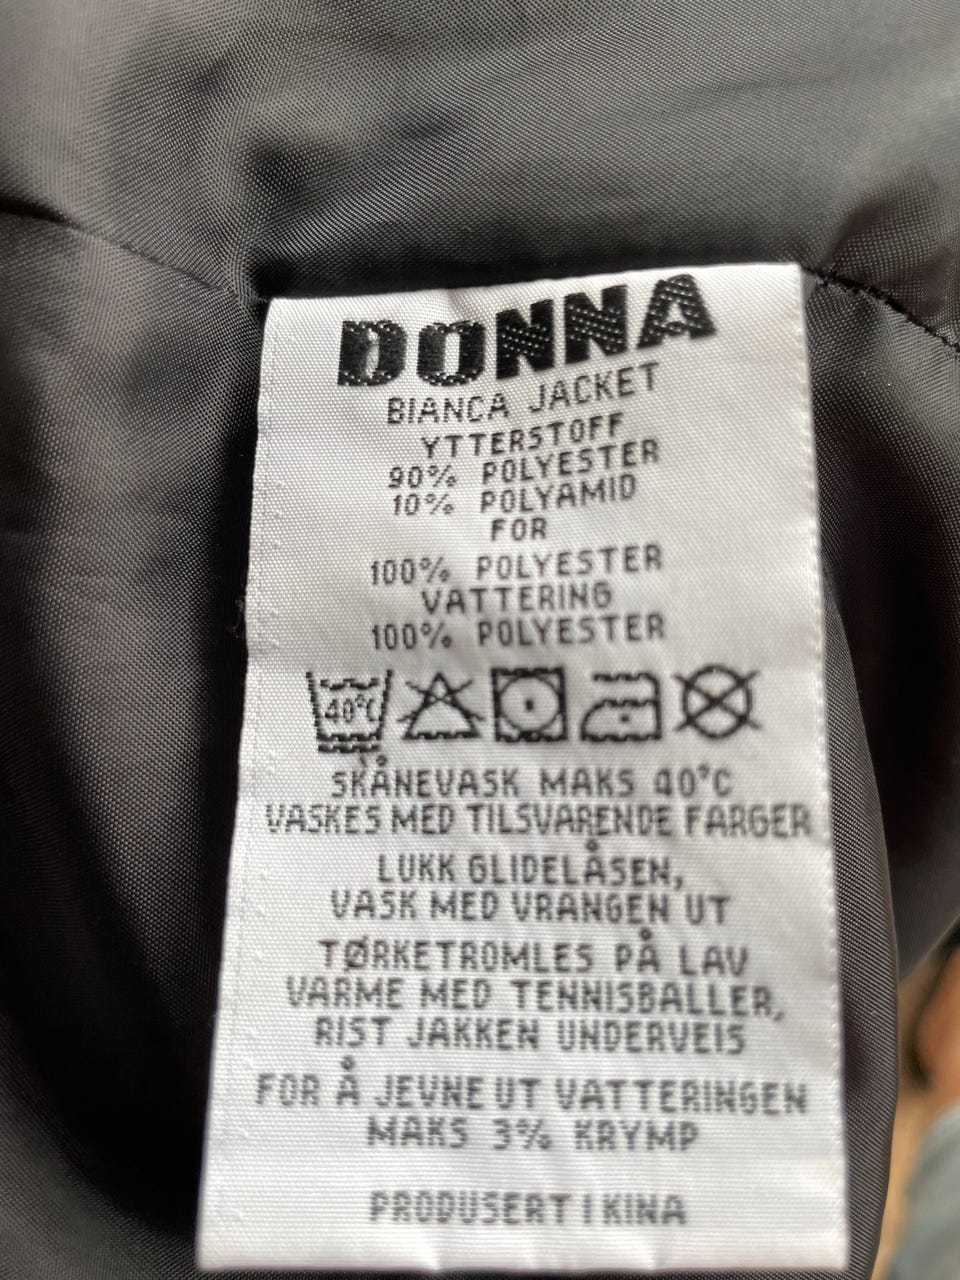 DONNA
BIANCA JACKET
YTTERSTOFF
90% POLYESTER
10% POLYAMID
FOR
100% POLYESTER
VATTERING
100% POLYESTER
40°C
SKÅNEVASK MAKS 40°C
VASKES MED TILSVARENDE FARGER
LUKK GLIDELÅSEN,
VASK MED VRANGEN UT
TØRKETROMLES PÅ LAV
VARME MED TENNISBALLER,
RIST JAKKEN UNDERVEIS
FOR Å JEVNE UT VATTERINGEN
MAKS 3% KRYMP
PRODUSERT I KINA